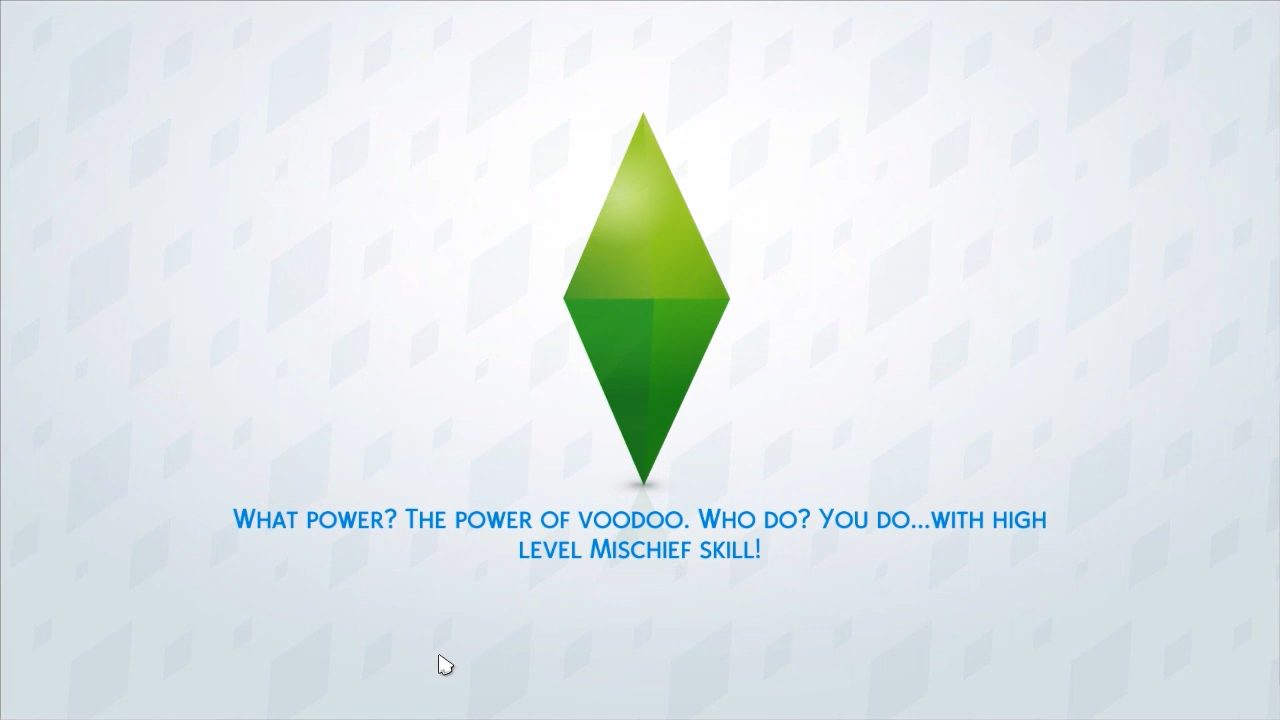 What power? The power of voodoo. Who do? You do...with high
level Mischief skill!